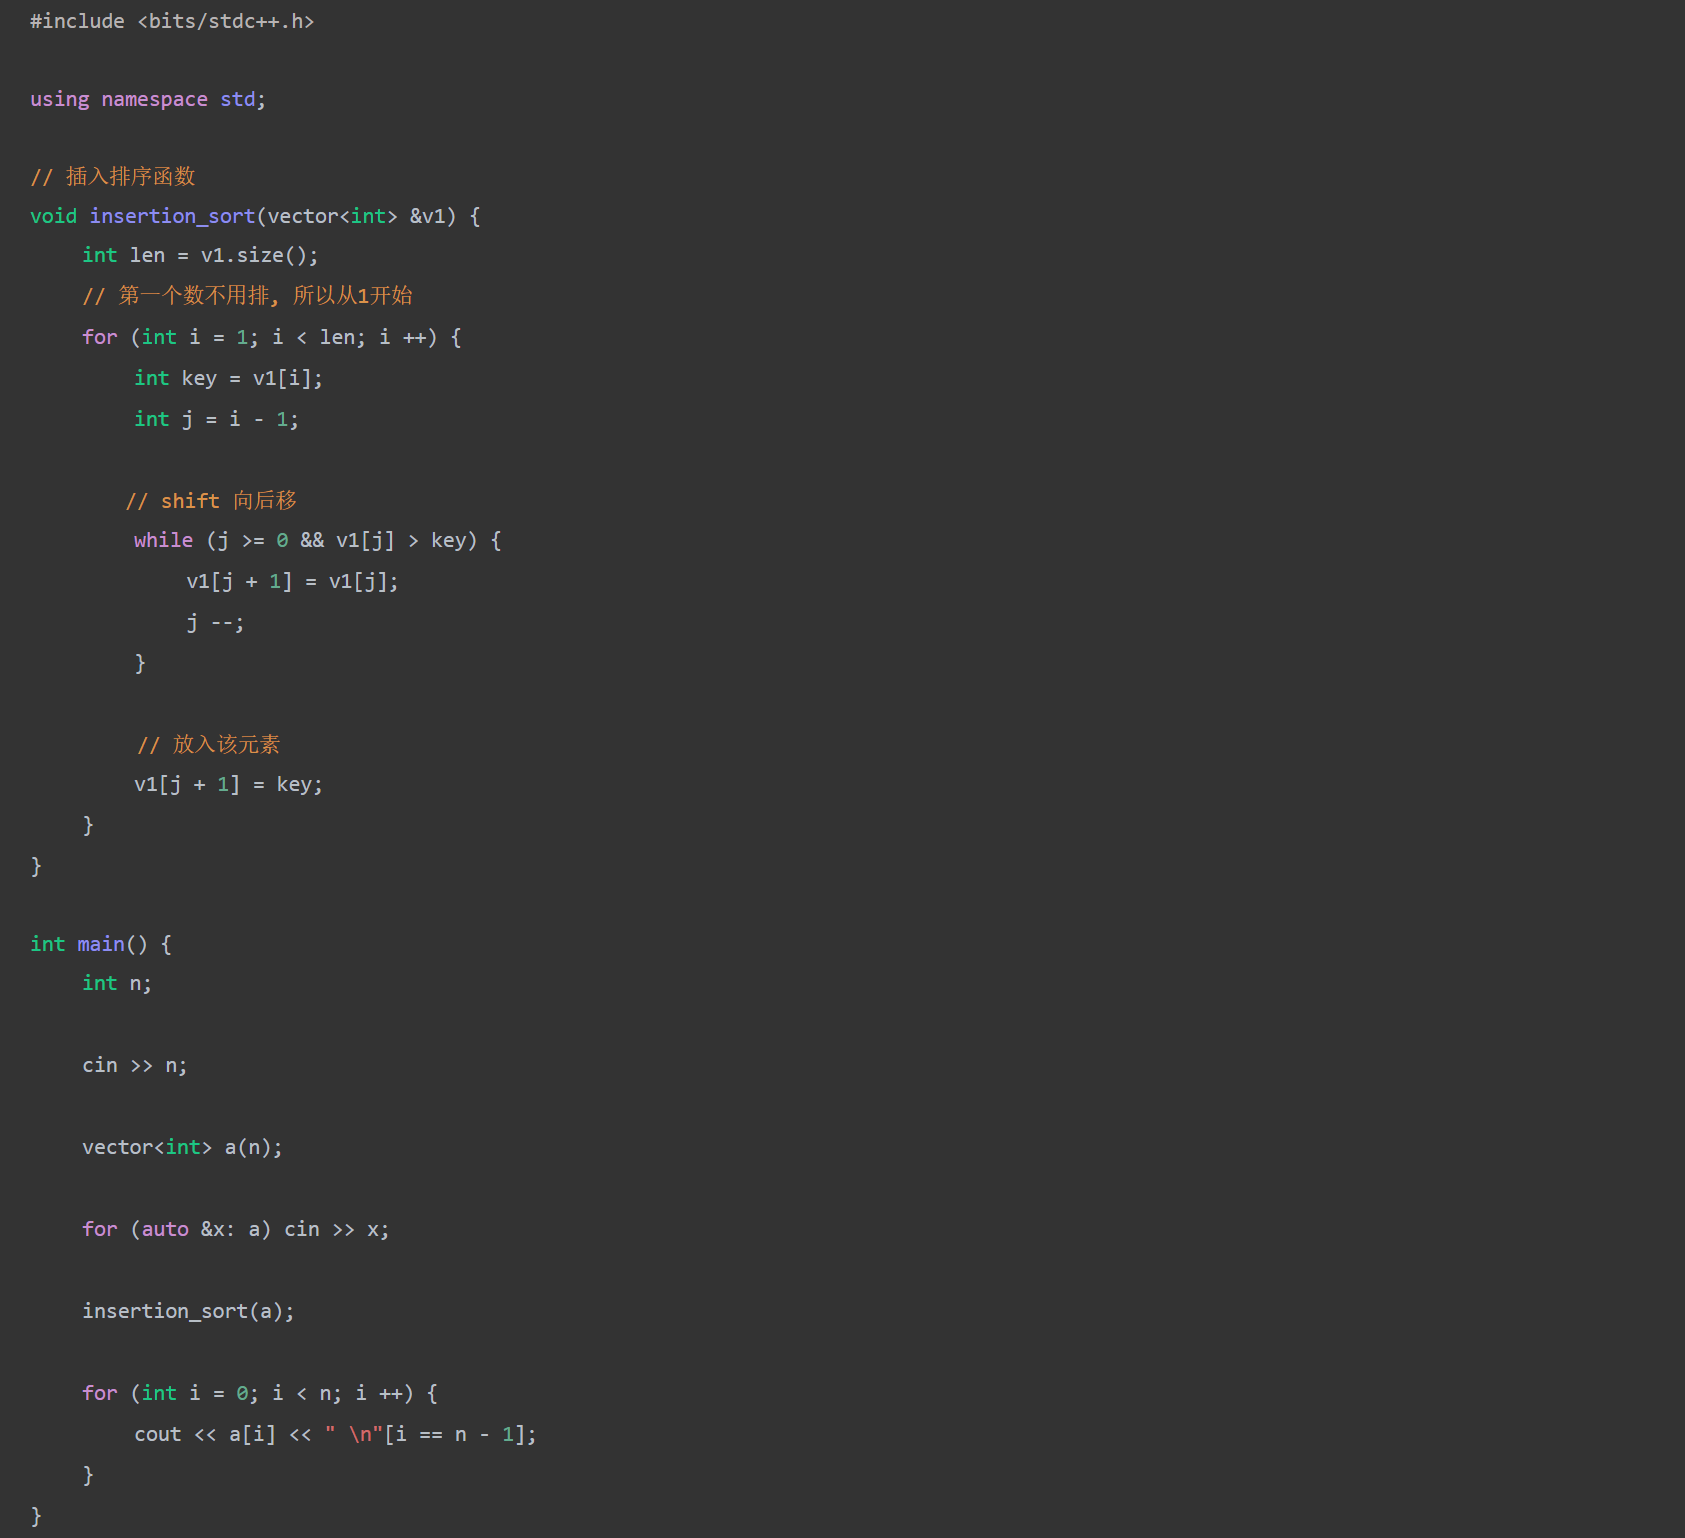 #include <bits/stdc++.h>
using namespace std;
// 插入排序函数
void insertion_sort(vector<int> &v1) {
int len = v1.size();
// 第一个数不用排, 所以从1开始
for (int i = 1; i < len; i ++) {
int key = v1[i];
int j = i - 1;
// shift 向后移
while (j >= 0 && v1[j] > key) {
v1[j + 1] = v1[j];
j --;
}
// 放入该元素
v1[j + 1] = key;
}
}
int main() {
int n;
cin >> n;
vector<int> a(n);
for (auto &x: a) cin >> x;
insertion_sort(a);
for (int i = 0; i < n; i ++) {
cout << a[i] << " \n"[i == n - 1];
}
}